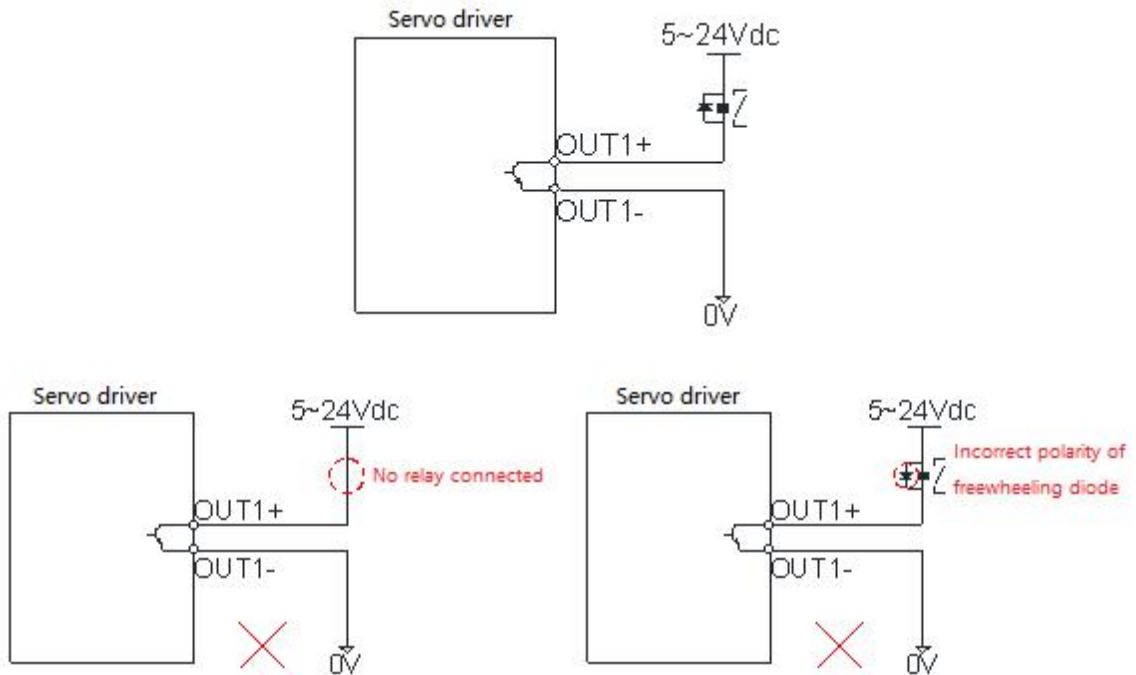 Servo driver
5~24Vdc
OUT1+
OUT1-
0V
Servo driver
5~24Vdc
No relay connected
OUT1+
OUT1-
0V
Servo driver
5~24Vdc
Incorrect polarity of
freewheeling diode
OUT1+
OUT1-
0V